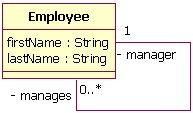 Employee
firstName : String
lastName : String
1
- manager
- manages
0..*